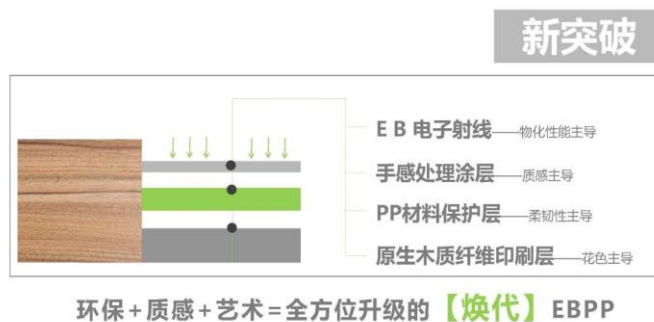 新突破
EB电子射线——物化性能主导
手感处理涂层——质感主导
PP材料保护层——柔韧性主导
原生木质纤维印刷层——花色主导
环保+质感+艺术=全方位升级的【焕代】EBPP